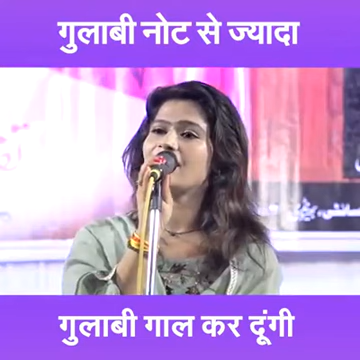 गुलाबी नोट से ज्यादा
गुलाबी गाल कर दूंगी